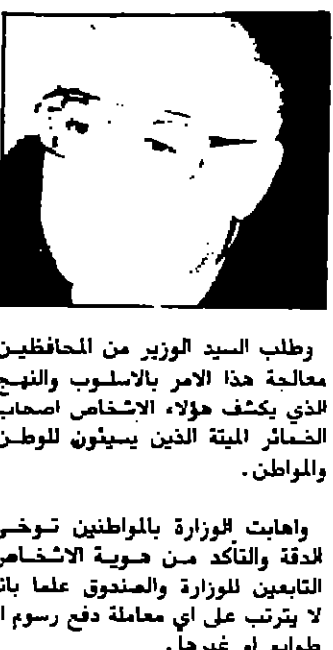 وطلب السيد الوزير من المحافظين
معالجة هذا الامر بالاسلوب والنهج
الذي يكشف هؤلاء الاشخاص اصحاب
الضمائر الميتة الذين يسيئون للوطن
والمواطن .
واهابت الوزارة بالمواطنين توخي
الدقة والتأكد من هوية الاشخاص
التابعين للوزارة والصندوق علما بان
لا يترتب على اي معاملة دفع رسوم ا
طوابع او غيرها .